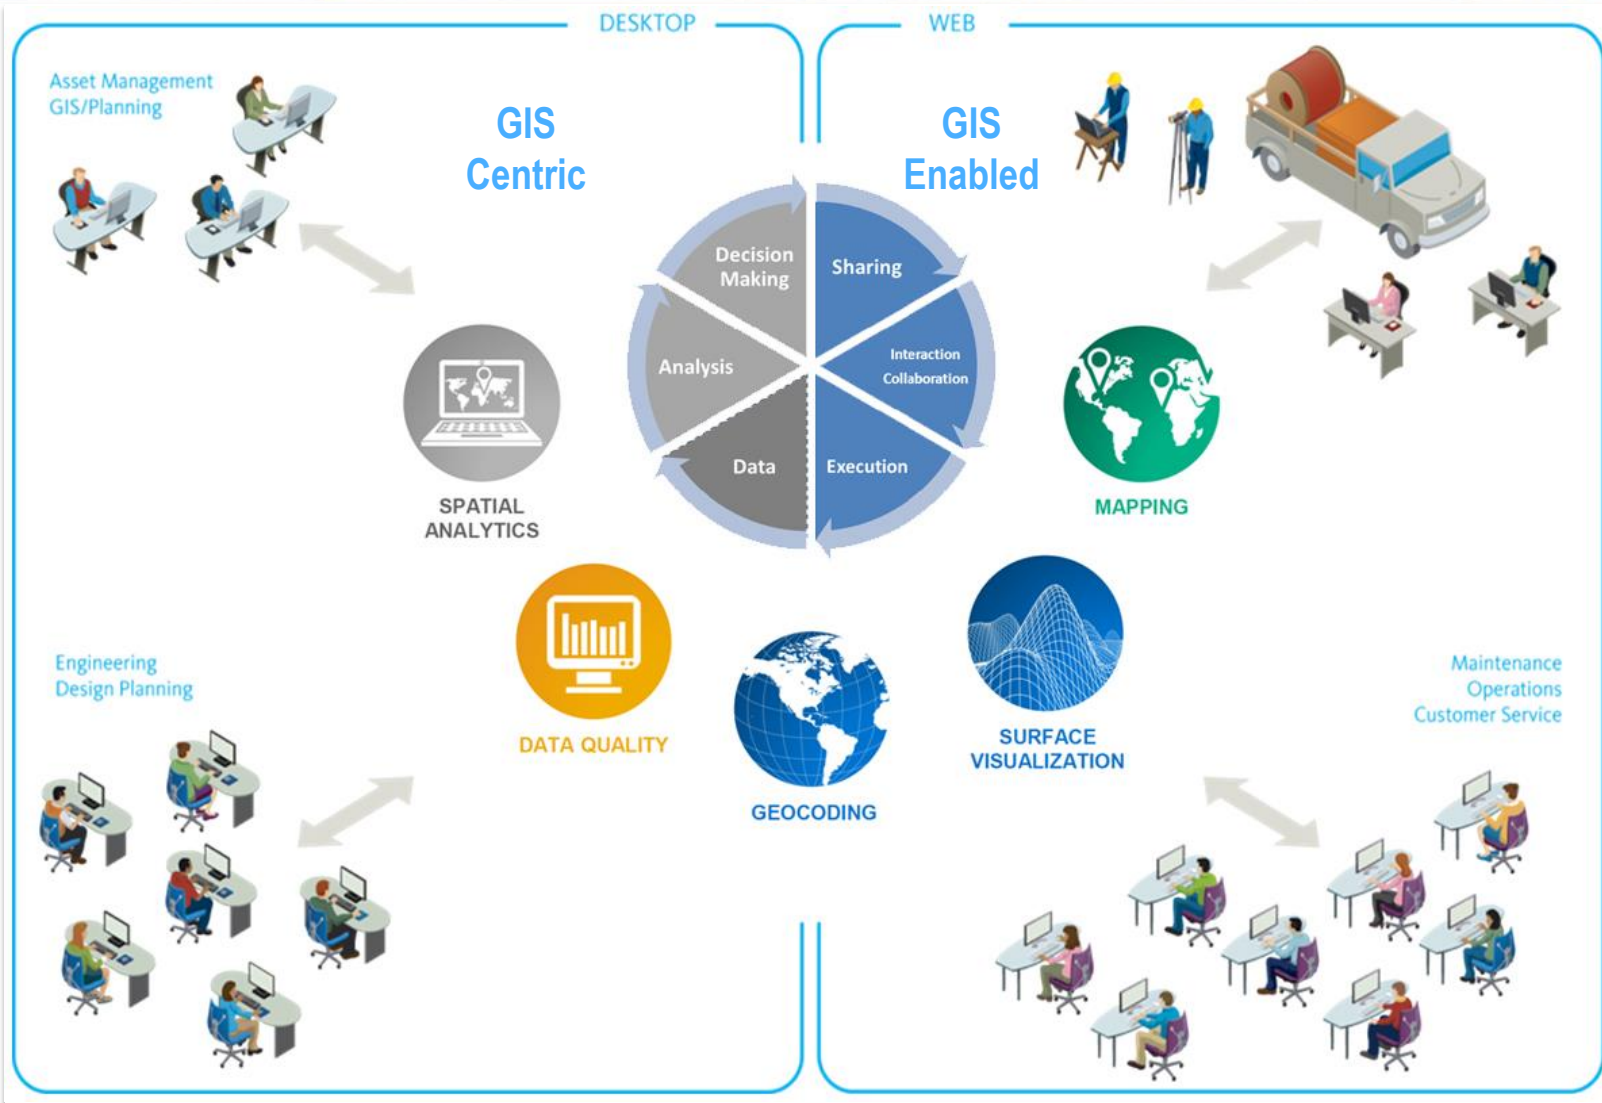 DESKTOP
WEB
Asset Management
GIS/Planning
GIS
Centric
GIS
Enabled
Decision
Making
Sharing
Analysis
Interaction
Collaboration
Data
Execution
SPATIAL
ANALYTICS
MAPPING
Engineering
Design Planning
Maintenance
Operations
Customer Service
DATA QUALITY
SURFACE
VISUALIZATION
GEOCODING